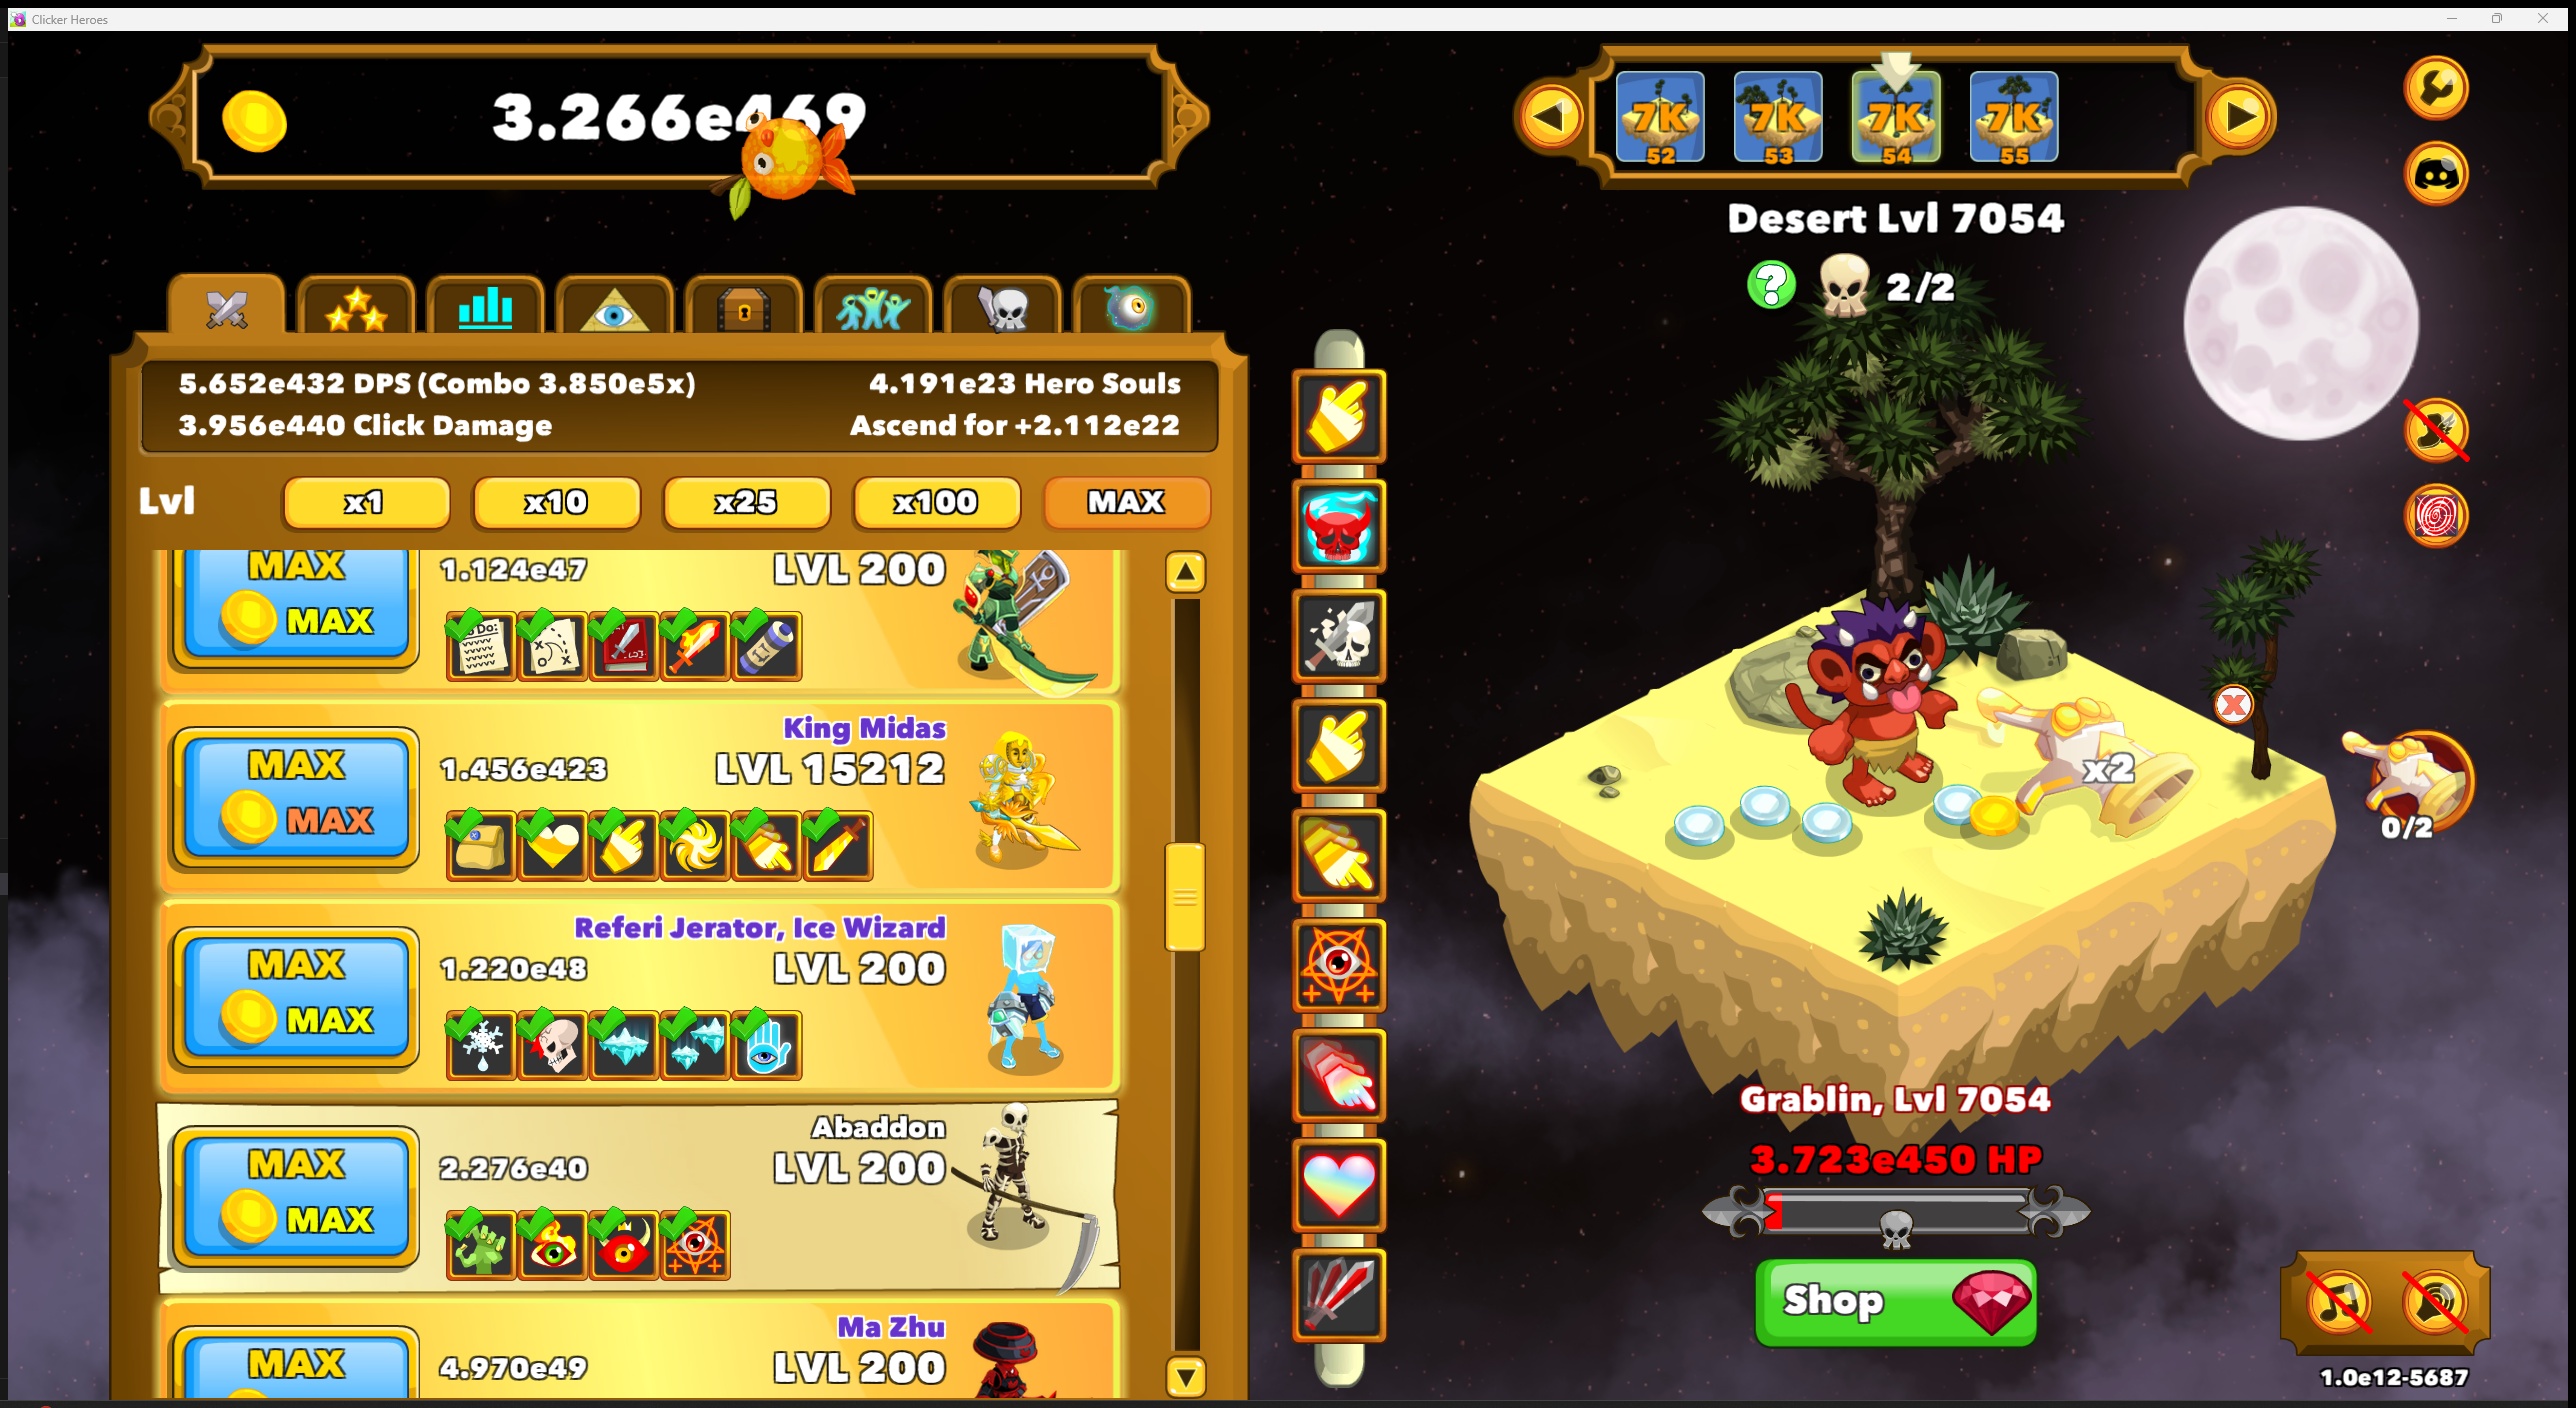 Clicker Heroes
3.266e469
7K 7K 7K 7K
52 53 54 55
Desert Lvl 7054
2/2
5.652e432 DPS (Combo 3.850e5x)
4.191e23 Hero Souls
3.956e440 Click Damage
Ascend for +2.112e22
Lvl x1 x10 x25 x100 MAX
MAX
MAX
1.124e47
LVL 200
Do:
King Midas
MAX
MAX
1.456e423
LVL 15212
Referi Jerator, Ice Wizard
MAX
MAX
1.220e48
LVL 200
Abaddon
MAX
MAX
2.276e40
LVL 200
Ma Zhu
MAX
4.970e49
LVL 200
x2
0/2
Grablin, Lvl 7054
3.723e450 HP
Shop
1.0e12-5687